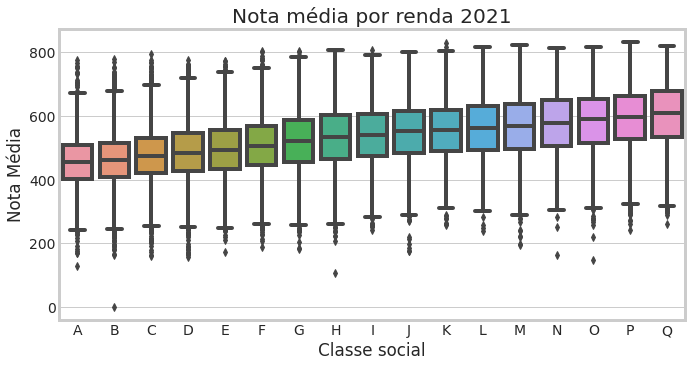 Nota média por renda 2021
Nota Média
800
600
400
200
0
A B C D E F G H I J K L M N O P Q
Classe social